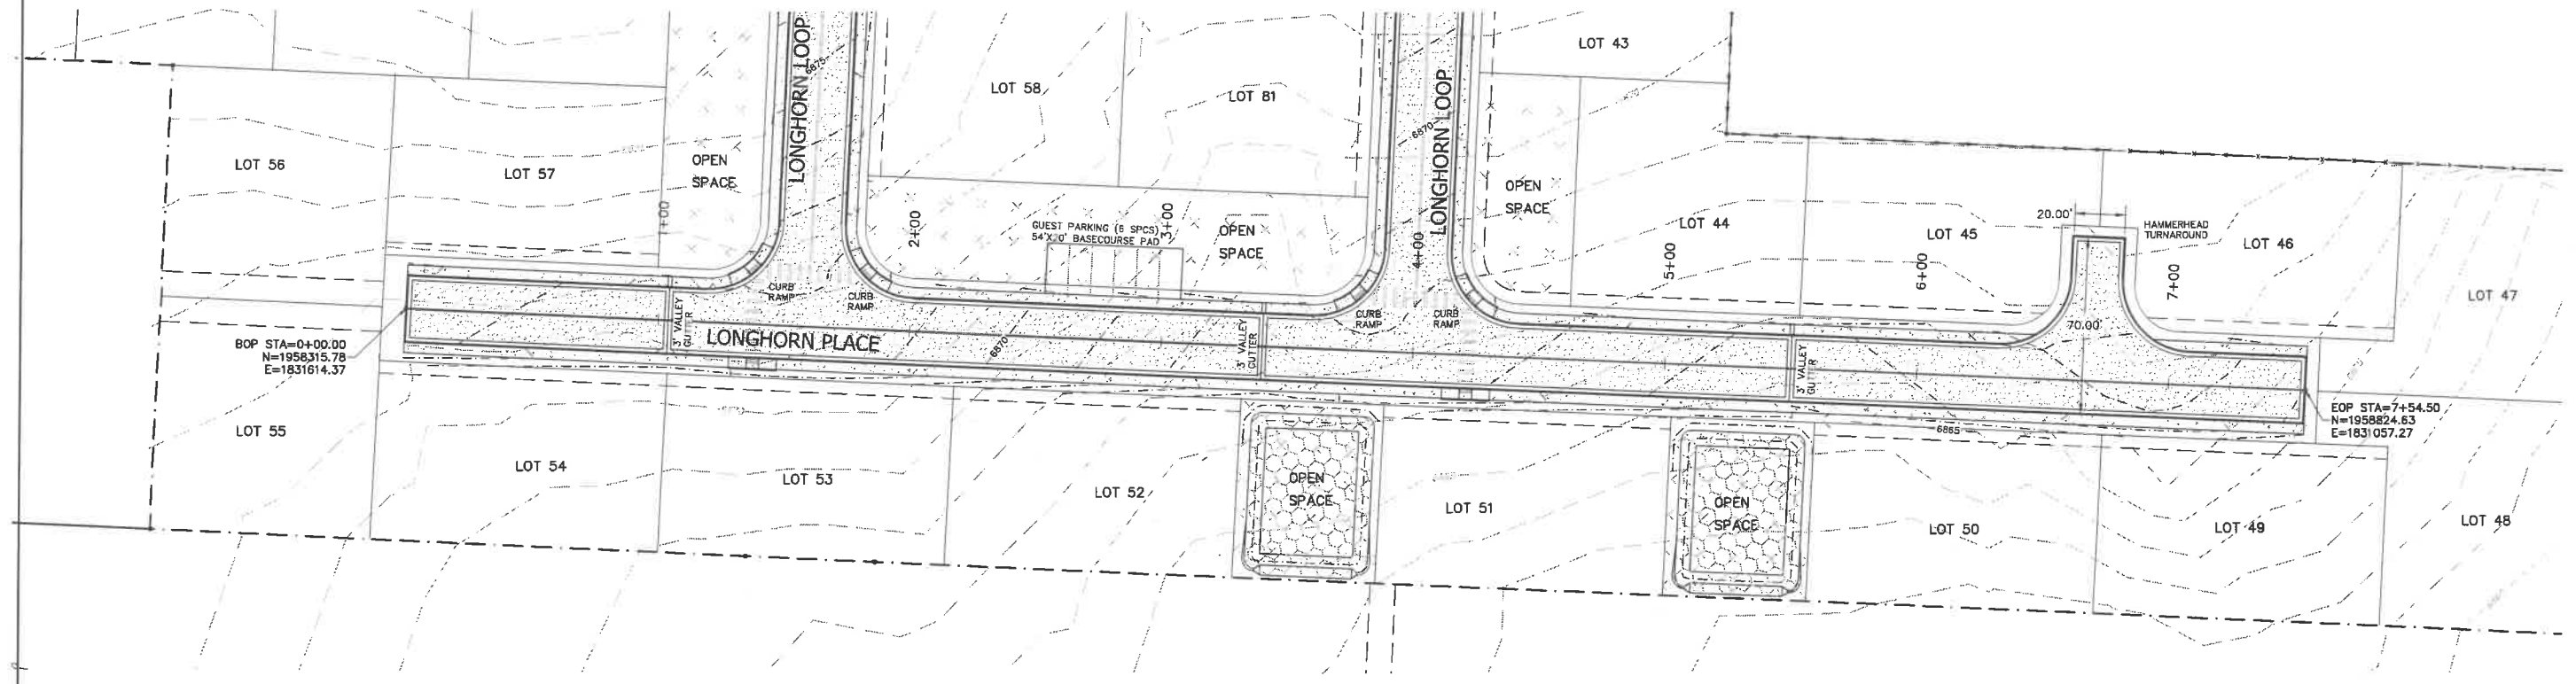 LONGHORN LOOP
6875
LOT 58
LOT 81
LONGHORN LOOP
6870
LOT 43
LOT 56
LOT 57
OPEN
SPACE
1+00
2+00
GUEST PARKING (6 SPCS)
3+00
OPEN
SPACE
4+00
OPEN
SPACE
LOT 44
5+00
LOT 45
6+00
20.00'
HAMMERHEAD
TURNAROUND
LOT 46
7+00
LOT 47
70.00'
CURB
RAMP
CURB
RAMP
CURB
RAMP
CURB
RAMP
BOP STA=0+00.00
N=1958315.78
E=1831614.37
3' VALLEY
GUTTER
LONGHORN PLACE
6870
3' VALLEY
GUTTER
3' VALLEY
GUTTER
EOP STA=7+54.50
N=1958824.63
E=1831057.27
6865
LOT 55
LOT 54
LOT 53
LOT 52
OPEN
SPACE
LOT 51
OPEN
SPACE
LOT 50
LOT 49
LOT 48